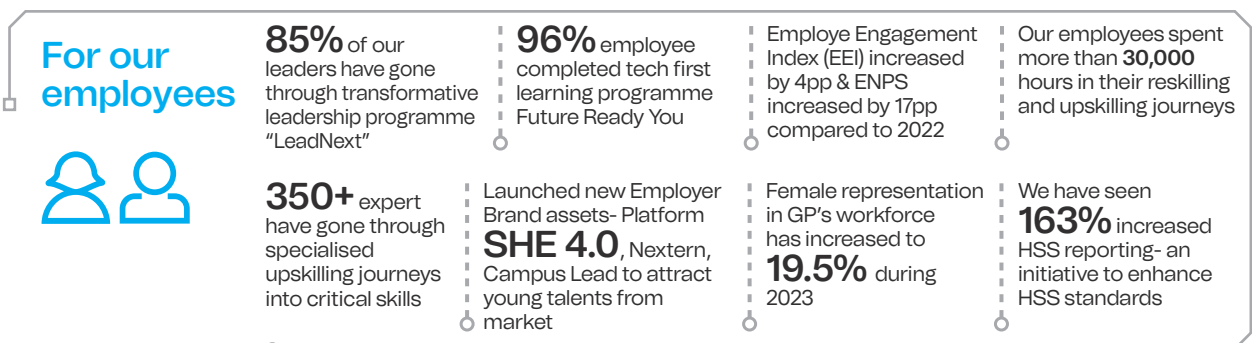 For our
employees
85% of our
leaders have gone
through transformative
leadership programme
“LeadNext”
96% employee
completed tech first
learning programme
Future Ready You
Employe Engagement
Index (EEI) increased
by 4pp & ENPS
increased by 17pp
compared to 2022
Our employees spent
more than 30,000
hours in their reskilling
and upskilling journeys
350+ expert
have gone through
specialised
upskilling journeys
into critical skills
Launched new Employer
Brand assets- Platform
SHE 4.0, Nextern,
Campus Lead to attract
young talents from
market
Female representation
in GP’s workforce
has increased to
19.5% during
2023
We have seen
163% increased
HSS reporting- an
initiative to enhance
HSS standards